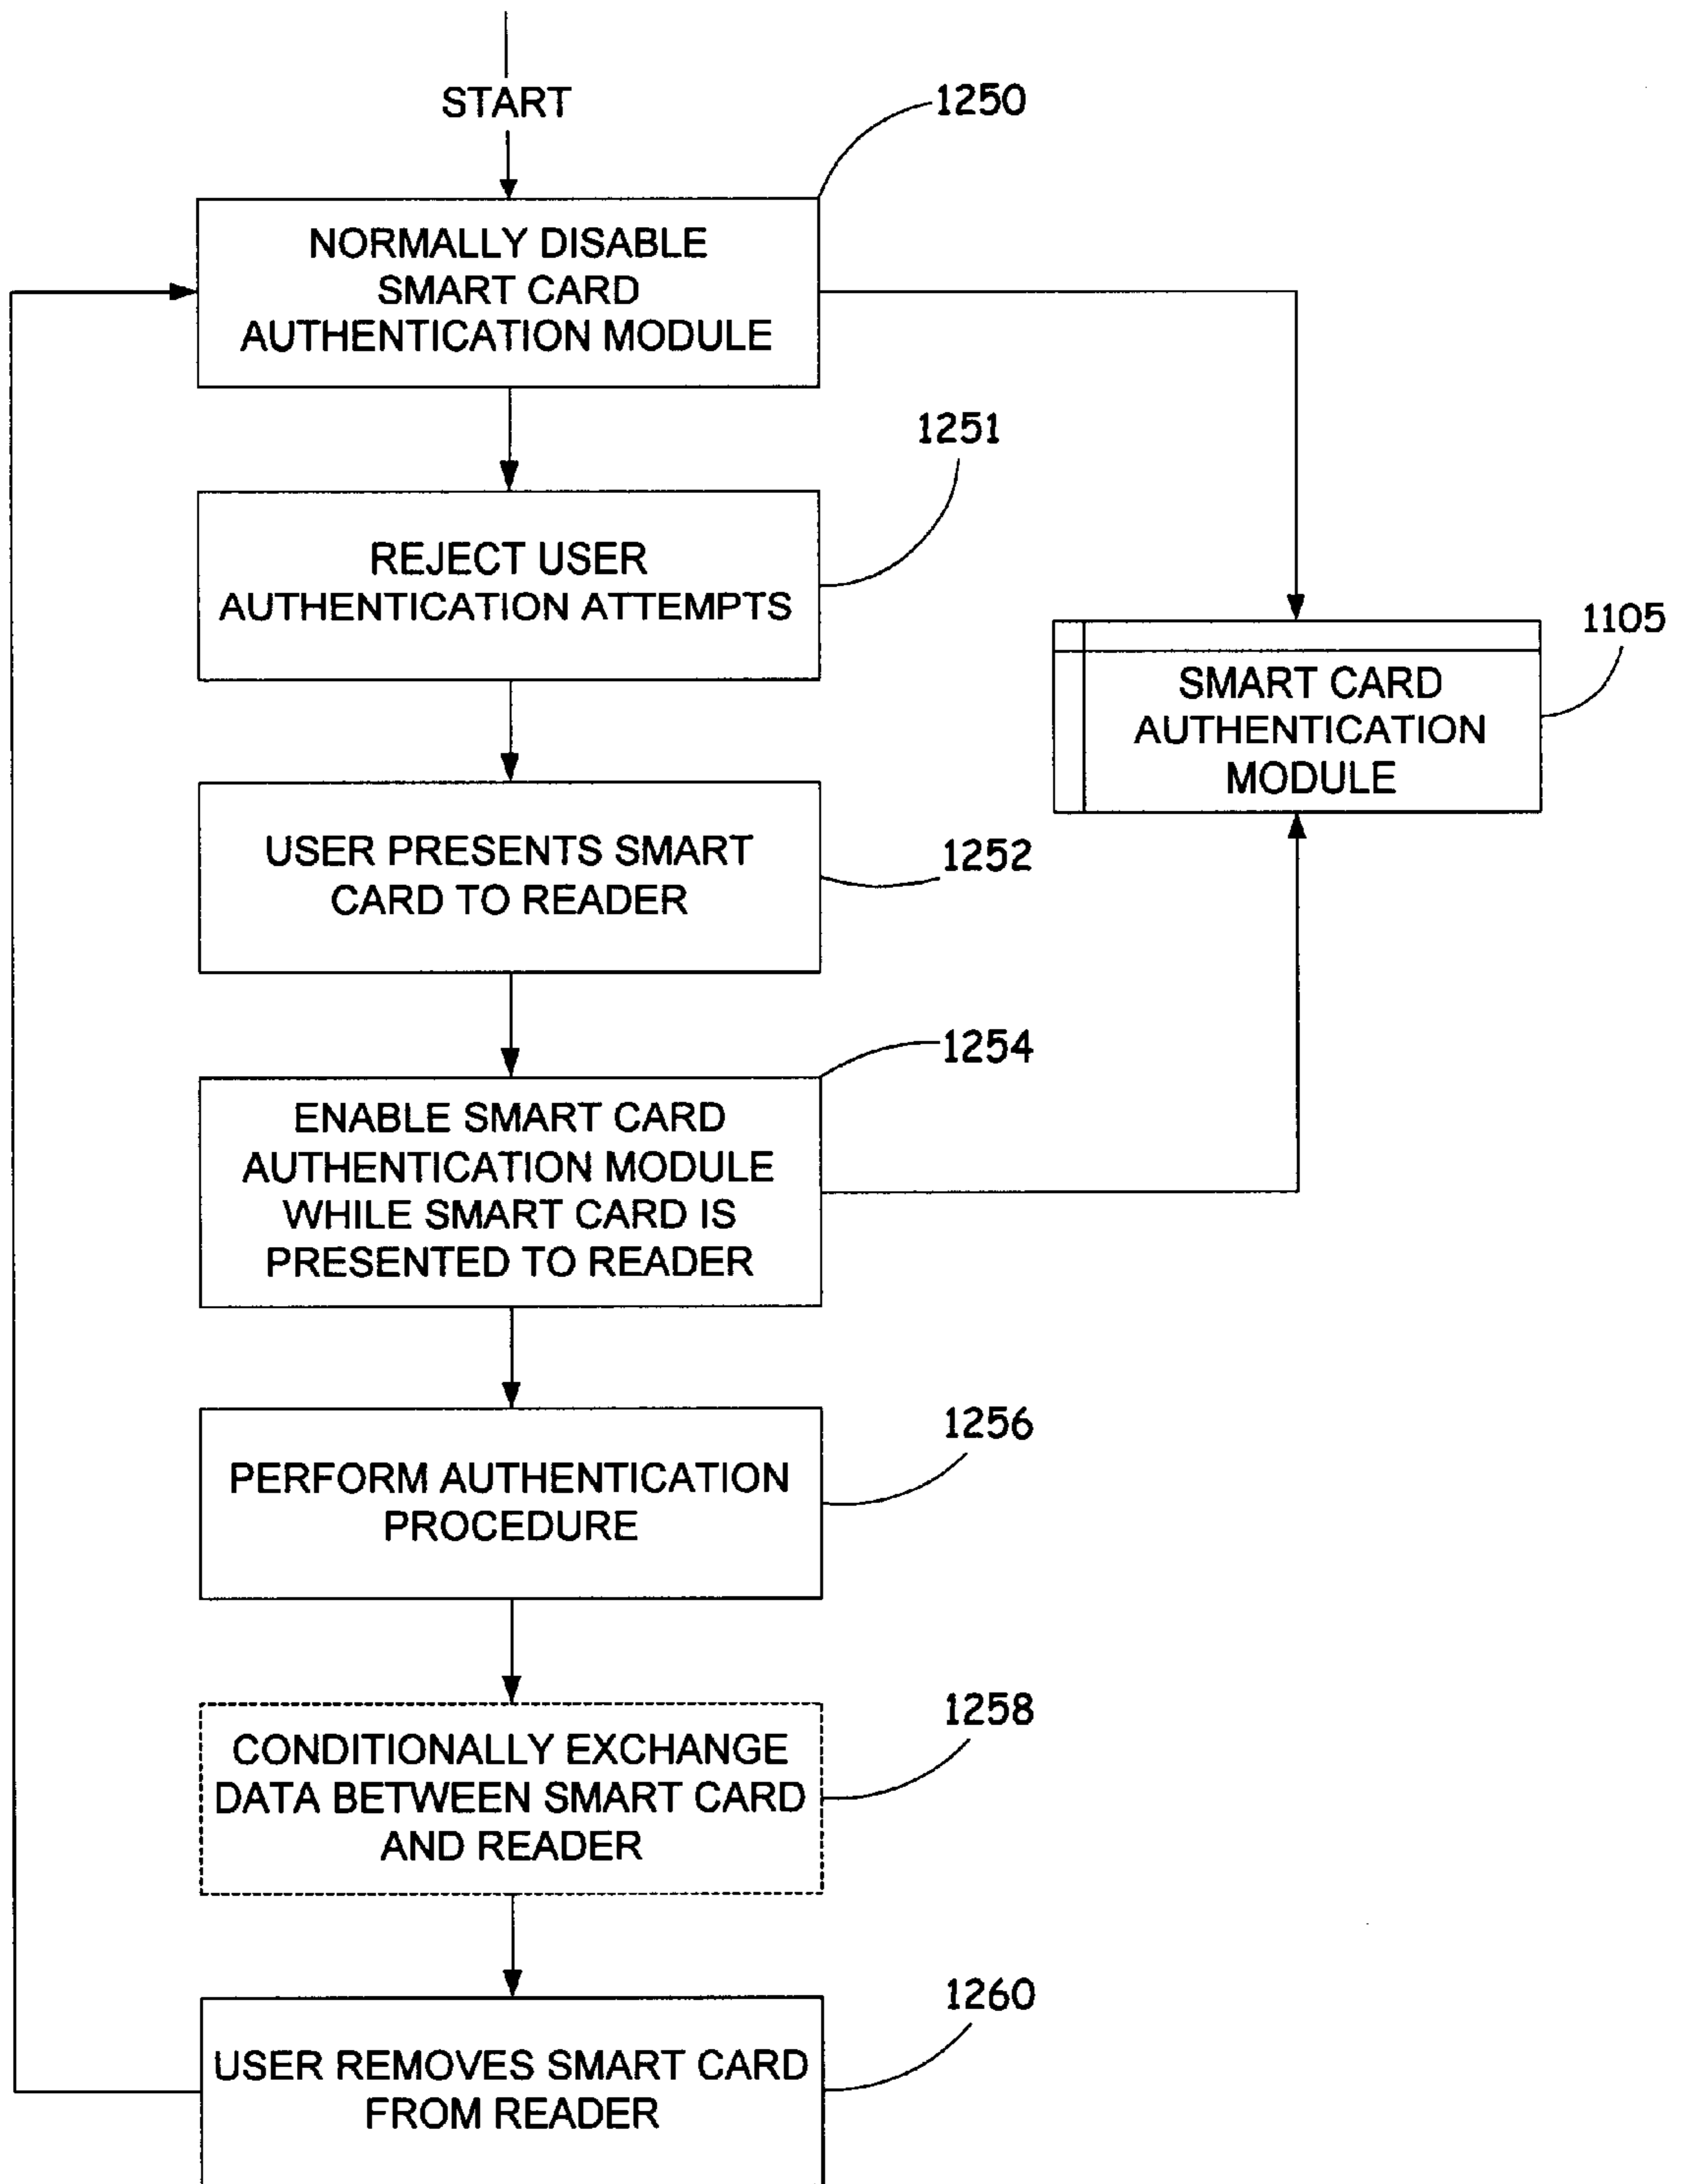 START
1250
NORMALLY DISABLE
SMART CARD
AUTHENTICATION MODULE
1251
REJECT USER
AUTHENTICATION ATTEMPTS
1105
SMART CARD
AUTHENTICATION
MODULE
USER PRESENTS SMART
CARD TO READER
1252
1254
ENABLE SMART CARD
AUTHENTICATION MODULE
WHILE SMART CARD IS
PRESENTED TO READER
1256
PERFORM AUTHENTICATION
PROCEDURE
1258
CONDITIONALLY EXCHANGE
DATA BETWEEN SMART CARD
AND READER
1260
USER REMOVES SMART CARD
FROM READER